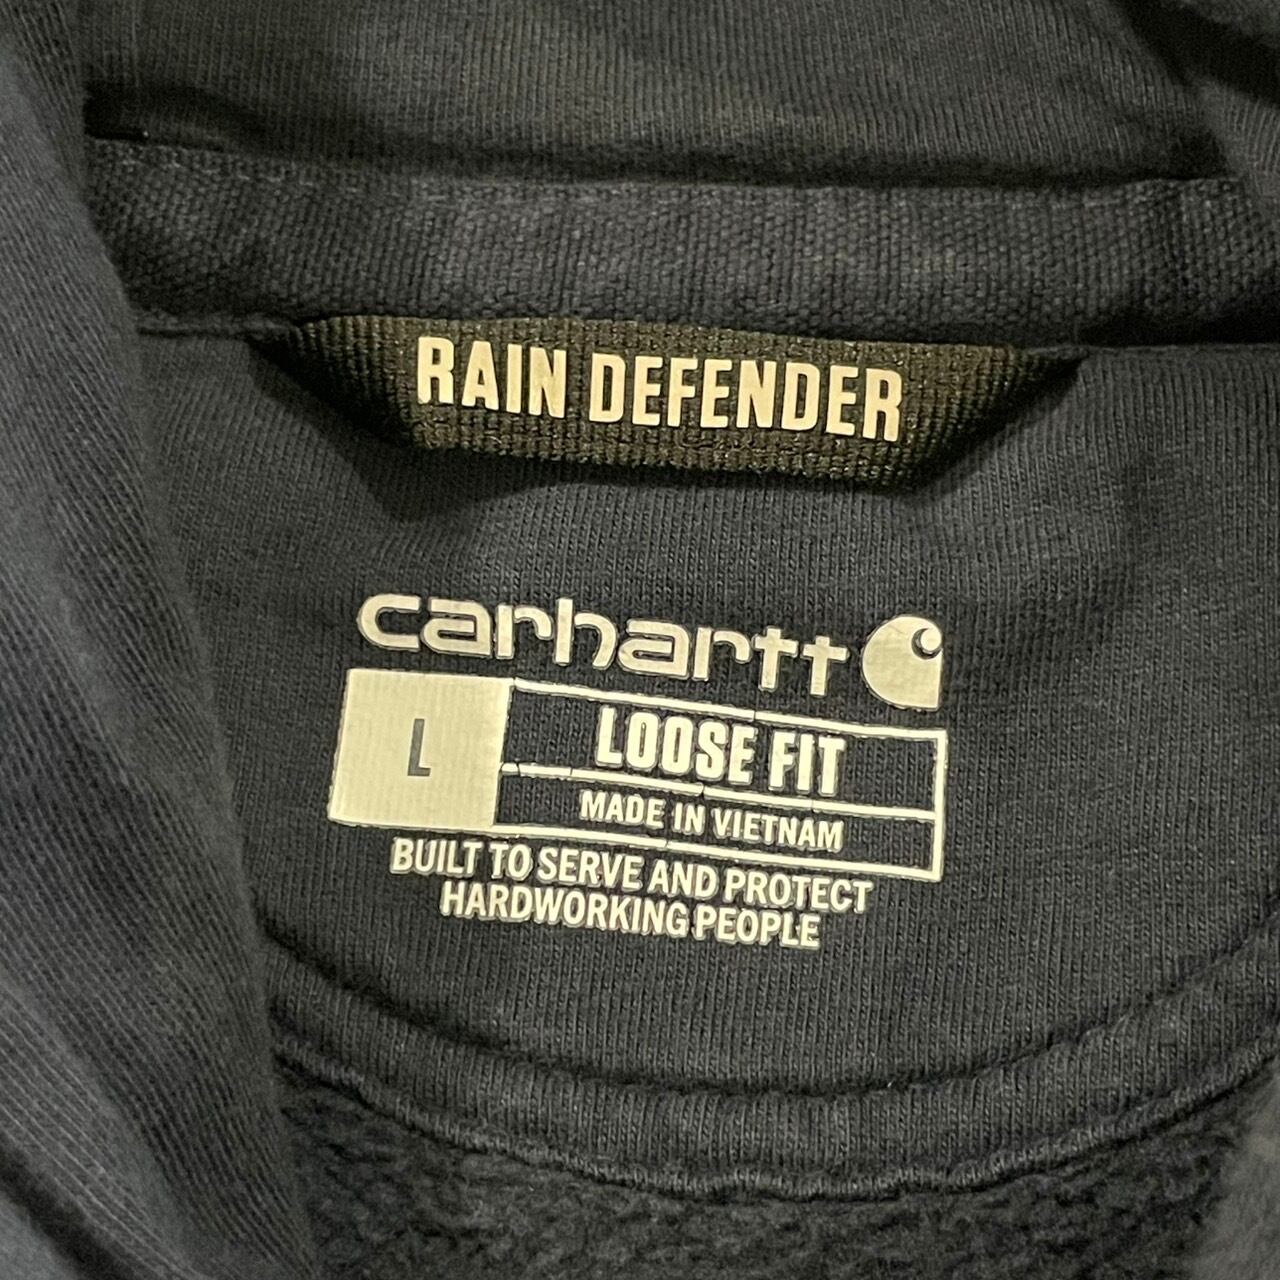 RAIN DEFENDER
carhartt
L
LOOSE FIT
MADE IN VIETNAM
BUILT TO SERVE AND PROTECT
HARDWORKING PEOPLE